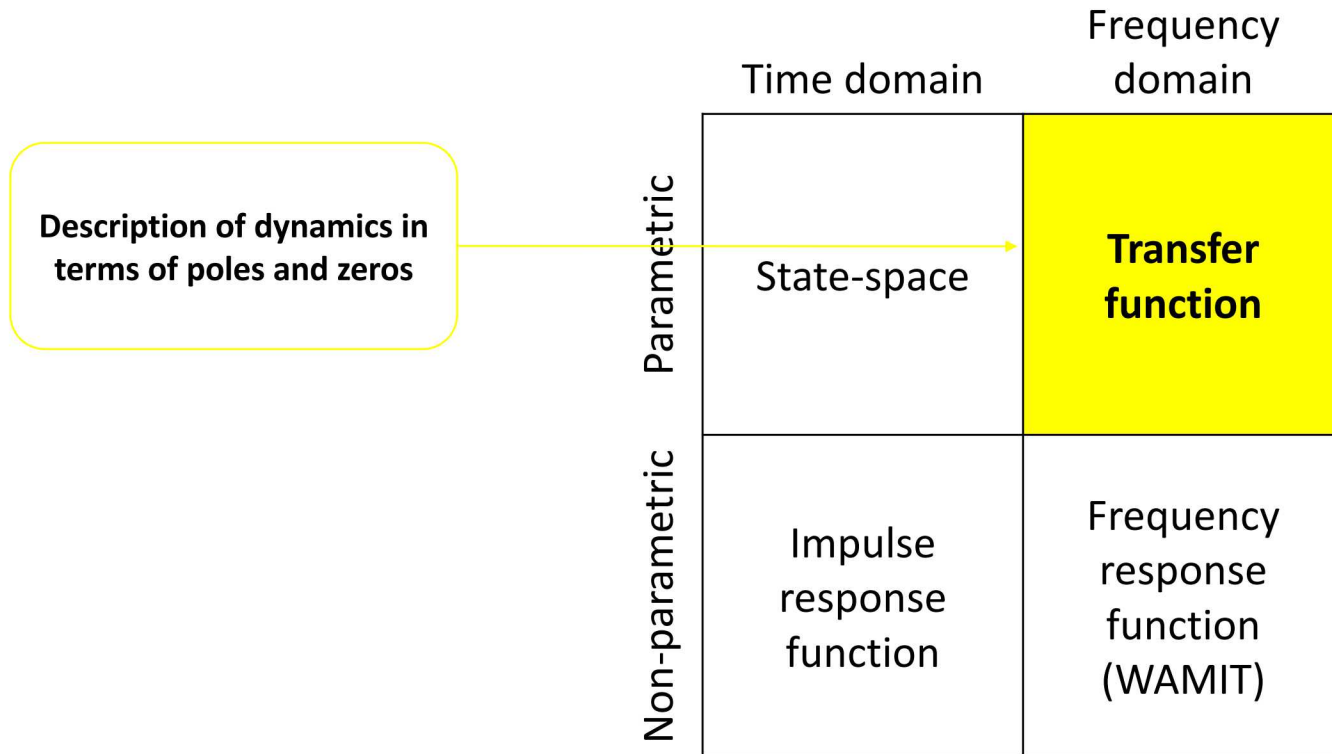 Frequency
domain
Time domain
Description of dynamics in
terms of poles and zeros
Parametric
State-space
Transfer
function
Non-parametric
Impulse
response
function
Frequency
response
function
(WAMIT)